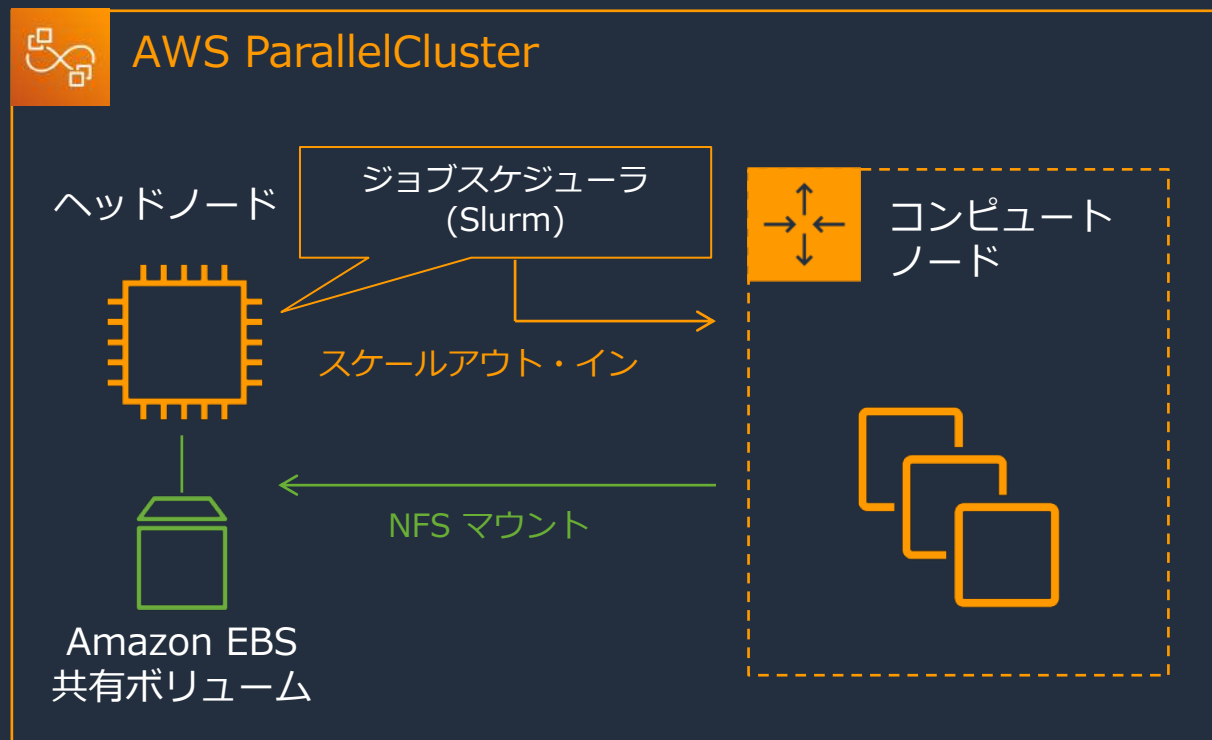 AWS ParallelCluster
ヘッドノード
ジョブスケジューラ
(Slurm)
コンピュート
ノード
スケールアウト・イン
NFS マウント
Amazon EBS
共有ボリューム